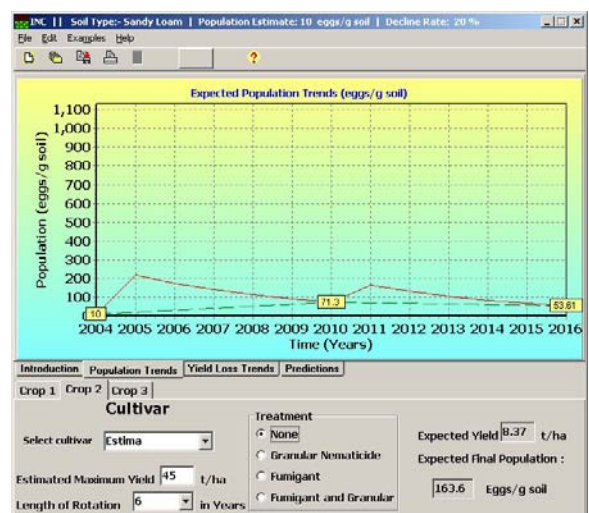 INC || Soil Type:- Sandy Loam | Population Estimate: 10 eggs/g soil | Decline Rate: 20 %
File Edit Examples Help
?
Expected Population Trends (eggs/g soil)
Population (eggs/g soil)
1,100
1,000
900
800
700
600
500
400
300
200
100
10
71.3
53.61
2004 2005 2006 2007 2008 2009 2010 2011 2012 2013 2014 2015 2016
Time (Years)
Introduction Population Trends Yield Loss Trends Predictions
Crop 1 Crop 2 Crop 3
Cultivar
Select cultivar Estima
Estimated Maximum Yield 45 t/ha
Length of Rotation 6 in Years
Treatment
None
Granular Nematicide
Fumigant
Fumigant and Granular
Expected Yield 8.37 t/ha
Expected Final Population :
163.6 Eggs/g soil